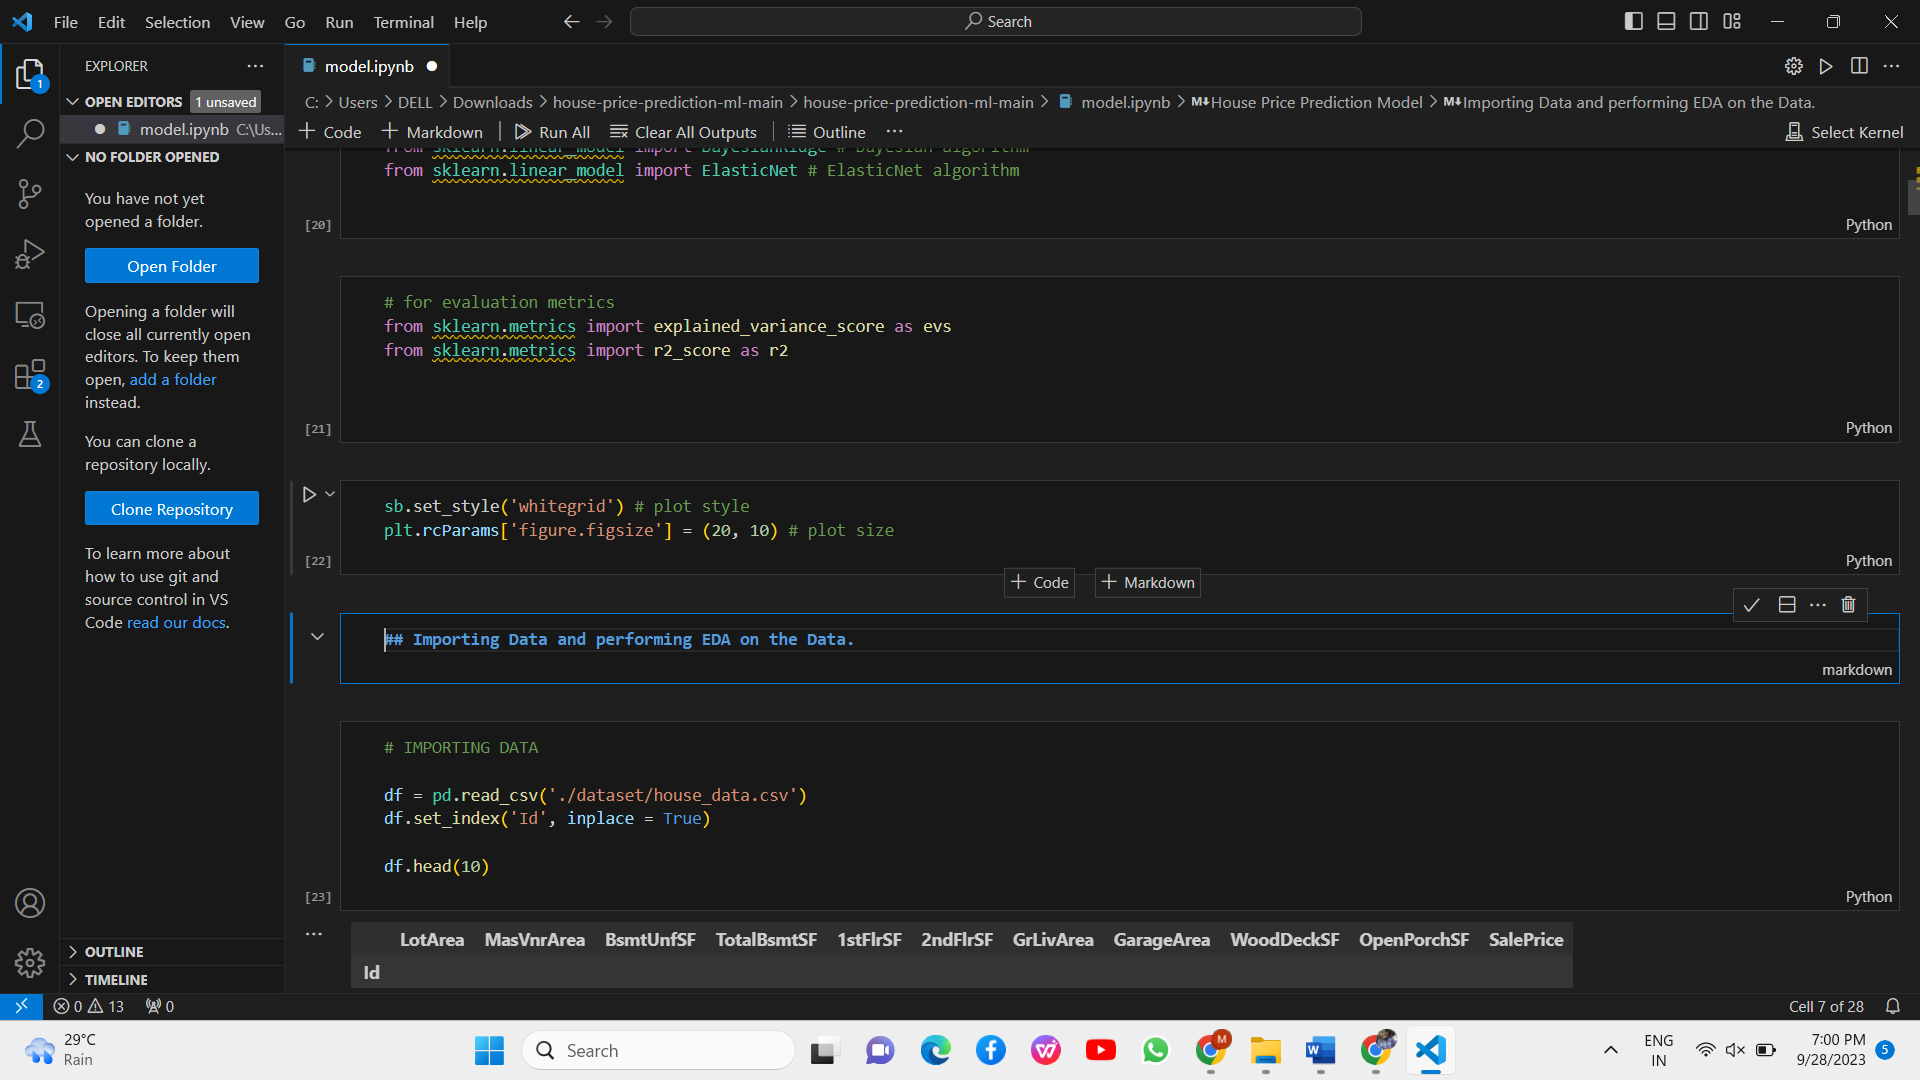 File Edit Selection View Go Run Terminal Help
Search
EXPLORER
OPEN EDITORS 1 unsaved
model.ipynb C:\Us...
NO FOLDER OPENED
You have not yet
opened a folder.
Open Folder
Opening a folder will
close all currently open
editors. To keep them
open, add a folder
instead.
You can clone a
repository locally.
Clone Repository
To learn more about
how to use git and
source control in VS
Code read our docs.
OUTLINE
TIMELINE
1
2
model.ipynb
C: > Users > DELL > Downloads > house-price-prediction-ml-main > house-price-prediction-ml-main > model.ipynb > M↓House Price Prediction Model > M↓Importing Data and performing EDA on the Data.
+ Code + Markdown | Run All Clear All Outputs | Outline ... Select Kernel
from sklearn.linear_model import BayesianRidge # Bayesian algorithm
from sklearn.linear_model import ElasticNet # ElasticNet algorithm
[20] Python
# for evaluation metrics
from sklearn.metrics import explained_variance_score as evs
from sklearn.metrics import r2_score as r2
[21] Python
sb.set_style('whitegrid') # plot style
plt.rcParams['figure.figsize'] = (20, 10) # plot size
[22] Python
+ Code + Markdown
## Importing Data and performing EDA on the Data.
markdown
# IMPORTING DATA
df = pd.read_csv('./dataset/house_data.csv')
df.set_index('Id', inplace = True)
df.head(10)
[23] Python
LotArea MasVnrArea BsmtUnfSF TotalBsmtSF 1stFlrSF 2ndFlrSF GrLivArea GarageArea WoodDeckSF OpenPorchSF SalePrice
Id
0 13 0 Cell 7 of 28
29°C
Rain
Search
M
ENG
IN
7:00 PM
9/28/2023
5